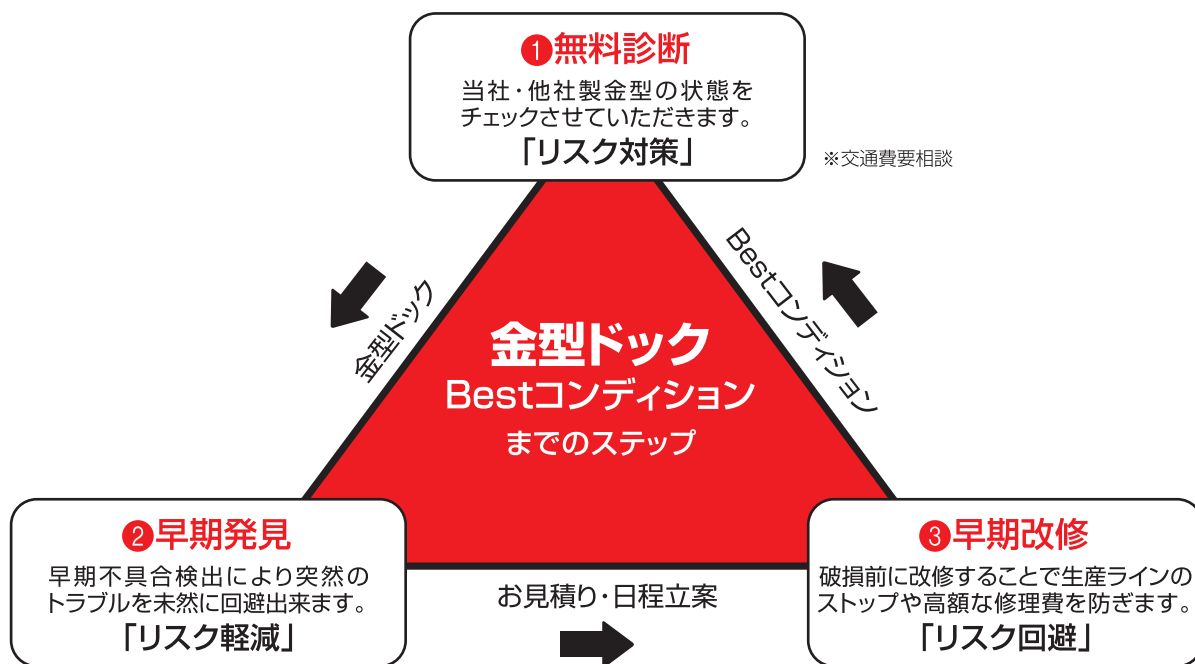 ❶無料診断
当社・他社製金型の状態を
チェックさせていただきます。
「リスク対策」
※交通費要相談
金型ドック
Bestコンディション
金型ドック
Bestコンディション
までのステップ
❷早期発見
早期不具合検出により突然の
トラブルを未然に回避出来ます。
「リスク軽減」
お見積り・日程立案
❸早期改修
破損前に改修することで生産ラインの
ストップや高額な修理費を防ぎます。
「リスク回避」